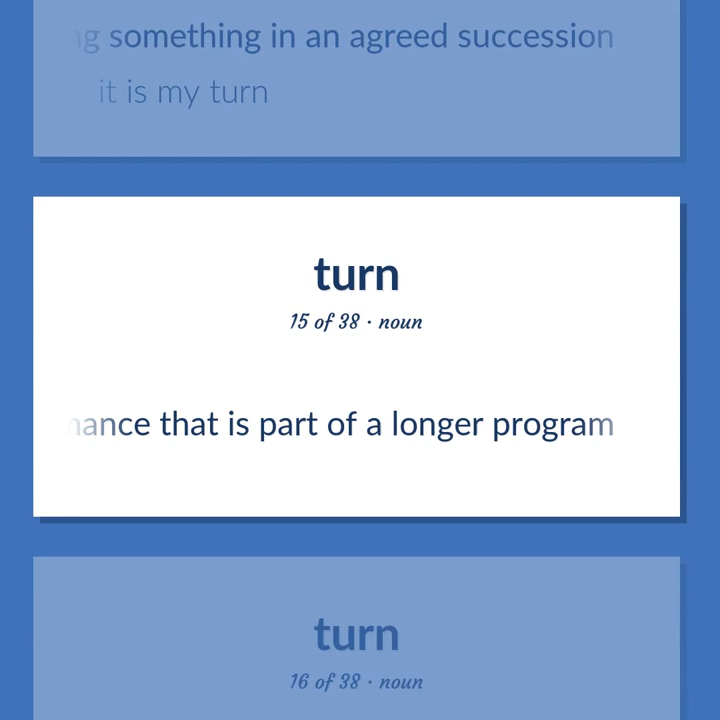 something in an agreed succession
it is my turn
turn
15 of 38 · noun
that is part of a longer program
turn
16 of 38 · noun